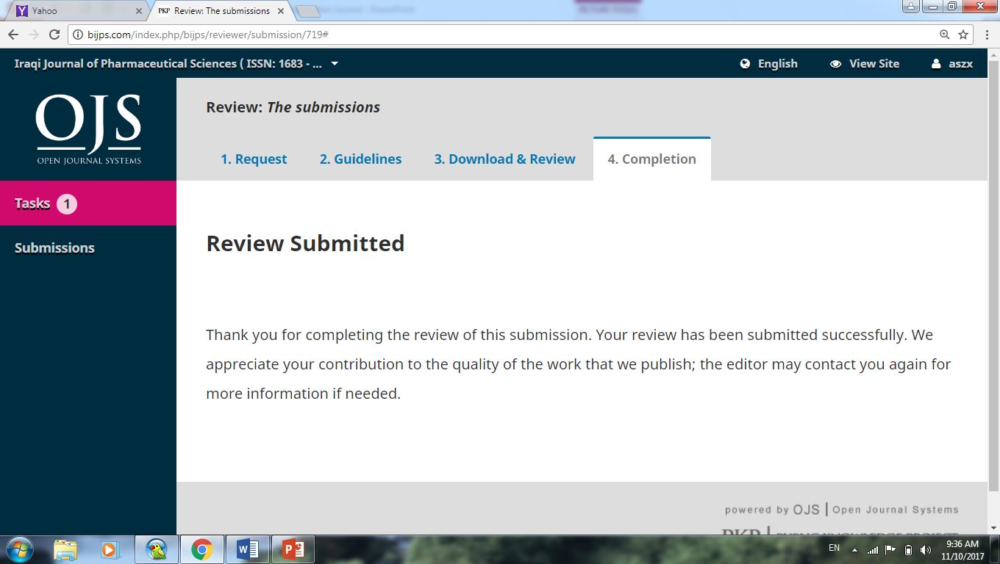 Yahoo
PKP Review: The submissions
bijps.com/index.php/bijps/reviewer/submission/719#
Iraqi Journal of Pharmaceutical Sciences ( ISSN: 1683 - ...
English
View Site
aszx
OJS
OPEN JOURNAL SYSTEMS
Review: The submissions
1. Request
2. Guidelines
3. Download & Review
4. Completion
Tasks 1
Submissions
Review Submitted
Thank you for completing the review of this submission. Your review has been submitted successfully. We
appreciate your contribution to the quality of the work that we publish; the editor may contact you again for
more information if needed.
powered by OJS | Open Journal Systems
PKP | PUBLIC KNOWLEDGE PROJECT
EN
9:36 AM
11/10/2017